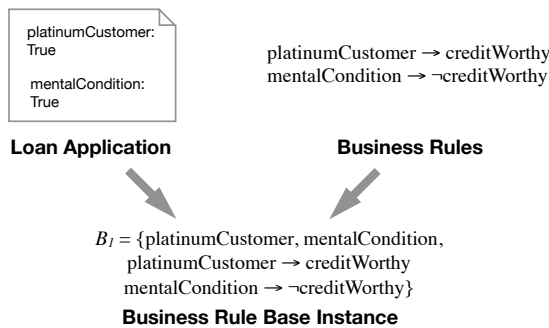 platinumCustomer:
True
mentalCondition:
True
platinumCustomer → creditWorthy
mentalCondition → ¬creditWorthy
Loan Application
Business Rules
B₁ = {platinumCustomer, mentalCondition,
platinumCustomer → creditWorthy
mentalCondition → ¬creditWorthy}
Business Rule Base Instance